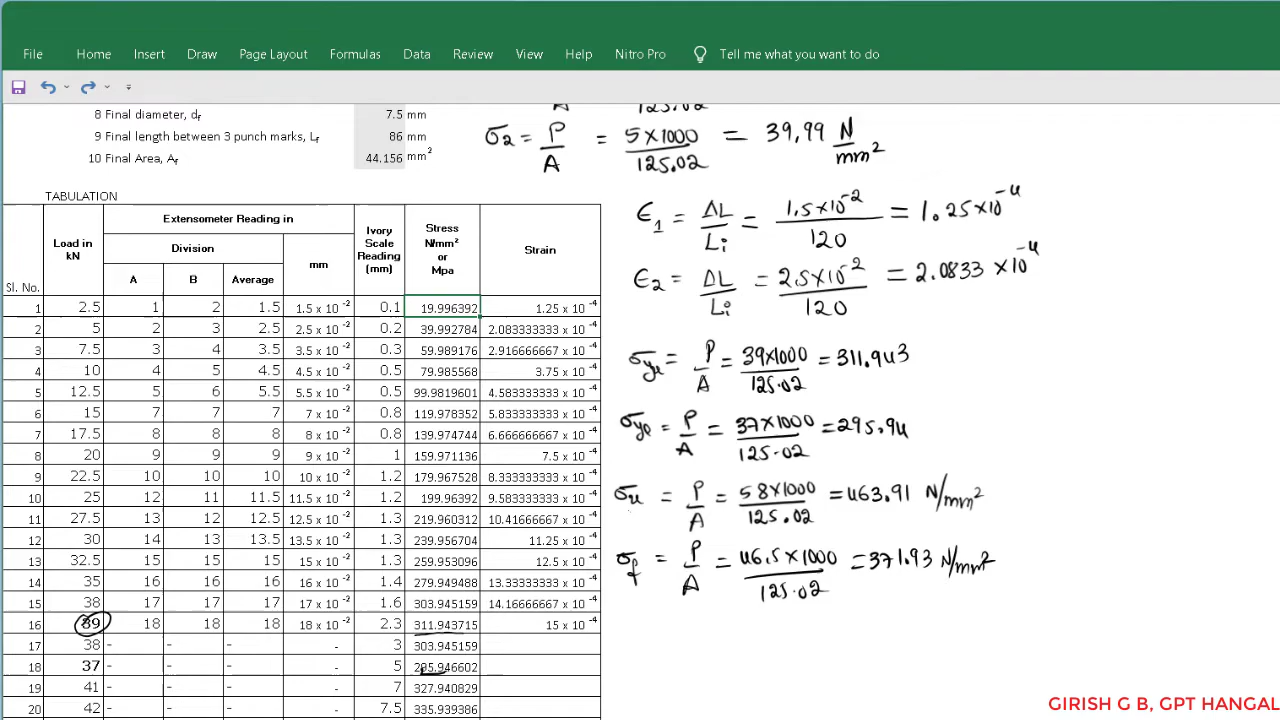 File Home Insert Draw Page Layout Formulas Data Review View Help Nitro Pro Tell me what you want to do
8 Final diameter, df 7.5 mm
9 Final length between 3 punch marks, Lf 86 mm
10 Final Area, Af 44.156 mm²
125.02
σ2 = P/A = 5×1000/125.02 = 39,99 N/mm²
TABULATION
Sl. No. Load in kN Extensometer Reading in Division A B Average mm Ivory Scale Reading (mm) Stress N/mm² or Mpa Strain
1 2.5 1 2 1.5 1.5 x 10 -2 0.1 19.996392 1.25 x 10 -4
2 5 2 3 2.5 2.5 x 10 -2 0.2 39.992784 2.083333333 x 10 -4
3 7.5 3 4 3.5 3.5 x 10 -2 0.3 59.989176 2.916666667 x 10 -4
4 10 4 5 4.5 4.5 x 10 -2 0.5 79.985568 3.75 x 10 -4
5 12.5 5 6 5.5 5.5 x 10 -2 0.5 99.9819601 4.583333333 x 10 -4
6 15 7 7 7 7 x 10 -2 0.8 119.978352 5.833333333 x 10 -4
7 17.5 8 8 8 8 x 10 -2 0.8 139.974744 6.666666667 x 10 -4
8 20 9 9 9 9 x 10 -2 1 159.971136 7.5 x 10 -4
9 22.5 10 10 10 10 x 10 -2 1.2 179.967528 8.333333333 x 10 -4
10 25 12 11 11.5 11.5 x 10 -2 1.2 199.96392 9.583333333 x 10 -4
11 27.5 13 12 12.5 12.5 x 10 -2 1.3 219.960312 10.41666667 x 10 -4
12 30 14 13 13.5 13.5 x 10 -2 1.3 239.956704 11.25 x 10 -4
13 32.5 15 15 15 15 x 10 -2 1.3 259.953096 12.5 x 10 -4
14 35 16 16 16 16 x 10 -2 1.4 279.949488 13.33333333 x 10 -4
15 38 17 17 17 17 x 10 -2 1.6 303.945159 14.16666667 x 10 -4
16 39 18 18 18 18 x 10 -2 2.3 311.943715 15 x 10 -4
17 38 - - - - 3 303.945159
18 37 - - - - 5 295.946602
19 41 - - - - 7 327.940829
20 42 - - - - 7.5 335.939386
ϵ1 = ΔL/Li = 1.5×10⁻²/120 = 1.25×10⁻⁴
ϵ2 = ΔL/Li = 2.5×10⁻²/120 = 2.0833 ×10⁻⁴
σyu = P/A = 39×1000/125.02 = 311.943
σyl = P/A = 37×1000/125.02 = 295.94
σu = P/A = 58×1000/125.02 = 463.91 N/mm²
σf = P/A = 46.5×1000/125.02 = 371.93 N/mm²
GIRISH G B, GPT HANGAL